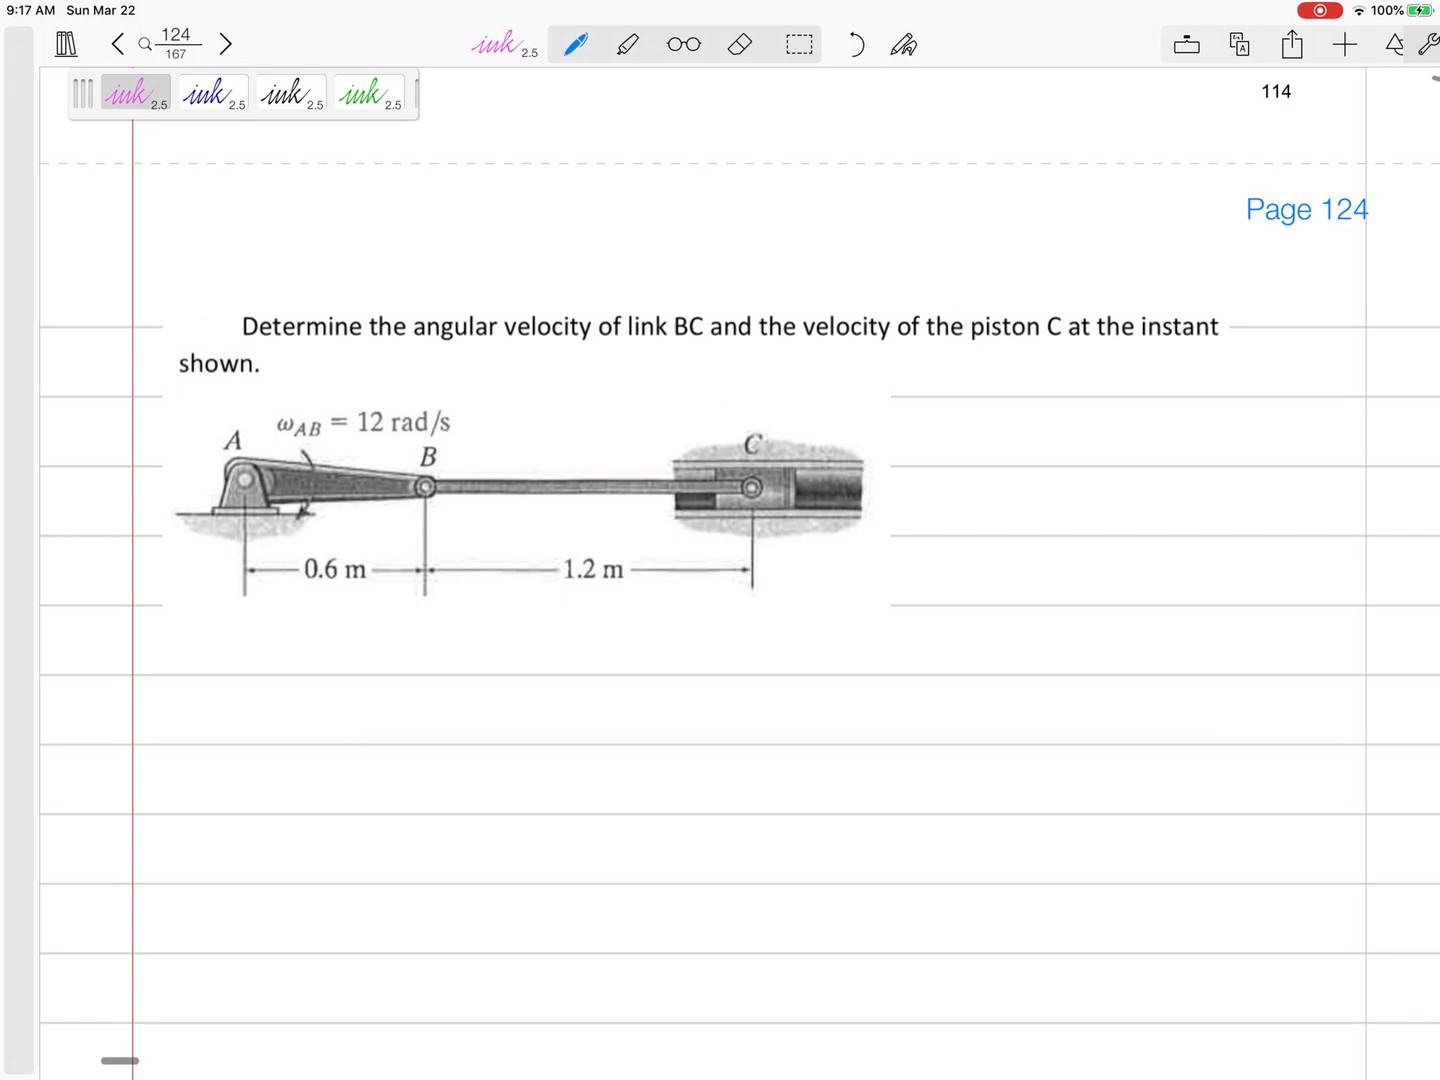 9:17 AM Sun Mar 22
100%
124
167
ink 2.5
ink 2.5
ink 2.5
ink 2.5
ink 2.5
114
Page 124
Determine the angular velocity of link BC and the velocity of the piston C at the instant
shown.
ωAB = 12 rad/s
A
B
C
0.6 m
1.2 m